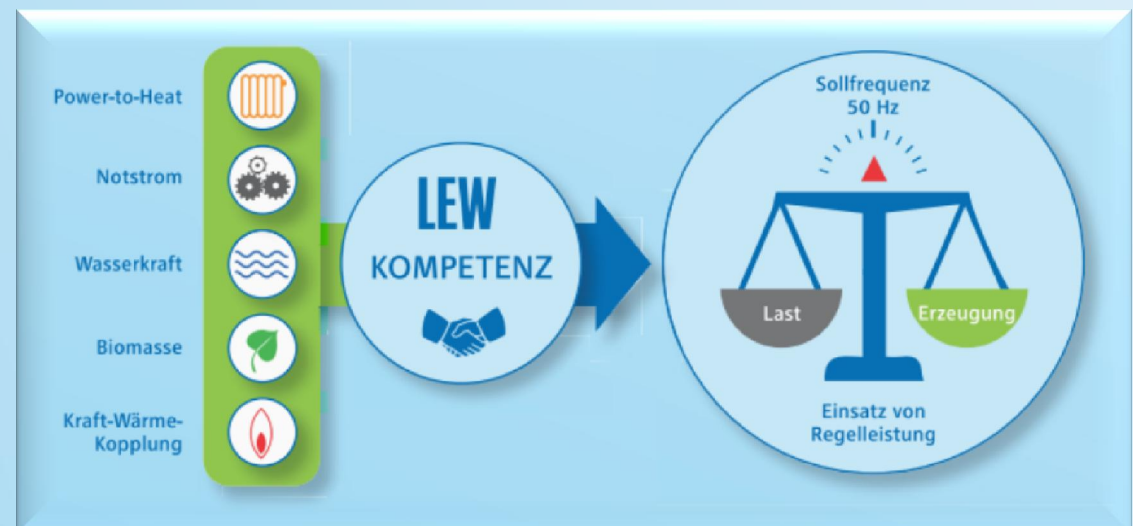 Power-to-Heat
Notstrom
Wasserkraft
Biomasse
Kraft-Wärme-
Kopplung
LEW
KOMPETENZ
Sollfrequenz
50 Hz
Last
Erzeugung
Einsatz von
Regelleistung